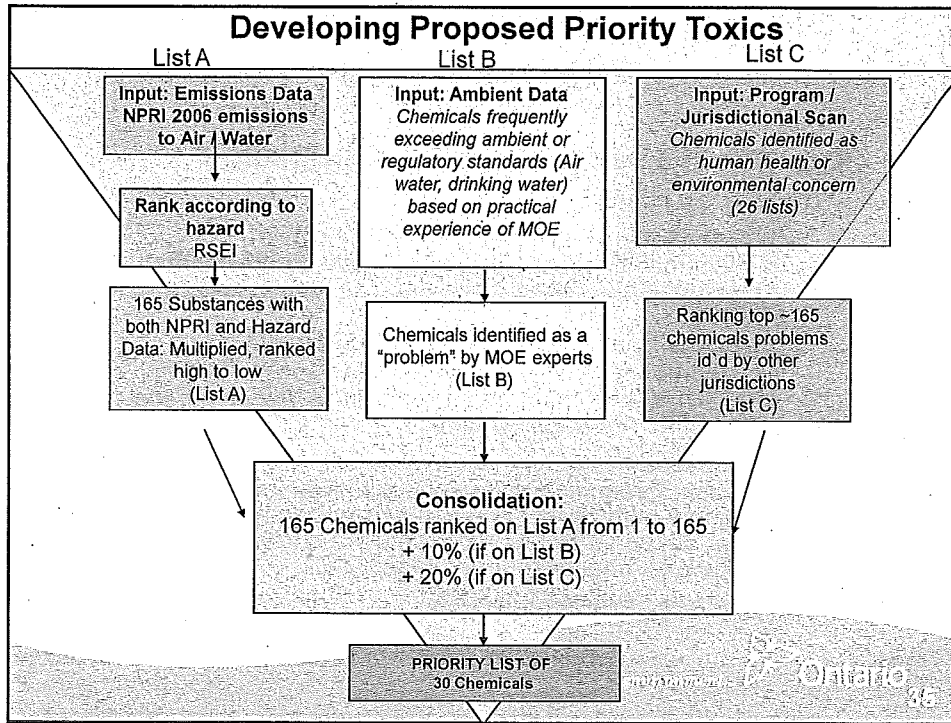 Developing Proposed Priority Toxics
List A
List B
List C
Input: Emissions Data
NPRI 2006 emissions
to Air / Water
Rank according to
hazard
RSEI
165 Substances with
both NPRI and Hazard
Data: Multiplied, ranked
high to low
(List A)
Input: Ambient Data
Chemicals frequently
exceeding ambient or
regulatory standards (Air
water, drinking water)
based on practical
experience of MOE
Chemicals identified as a
"problem" by MOE experts
(List B)
Input: Program /
Jurisdictional Scan
Chemicals identified as
human health or
environmental concern
(26 lists)
Ranking top ~165
chemicals problems
id`d by other
jurisdictions
(List C)
Consolidation:
165 Chemicals ranked on List A from 1 to 165
+ 10% (if on List B)
+ 20% (if on List C)
PRIORITY LIST OF
30 Chemicals
Ontario